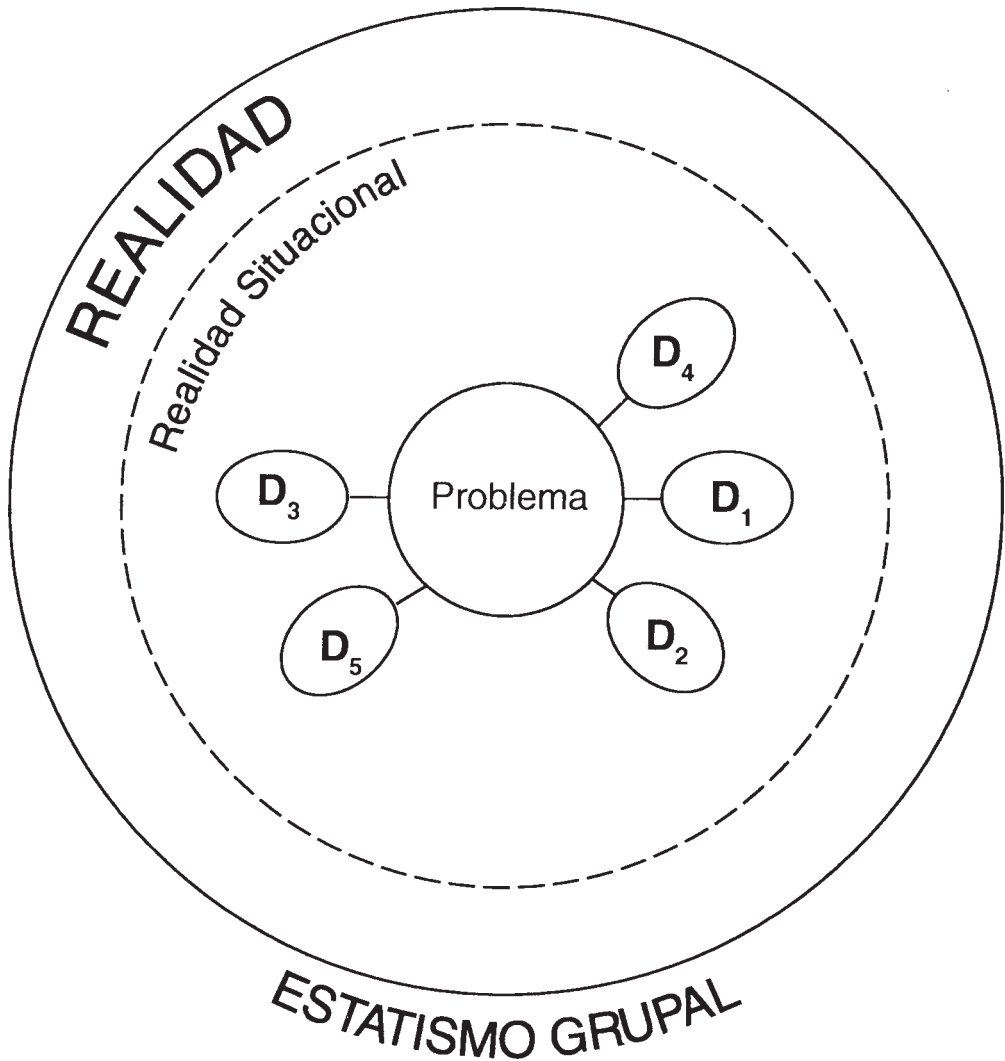 REALIDAD
Realidad Situacional
D4
D3
Problema
D1
D5
D2
ESTATISMO GRUPAL